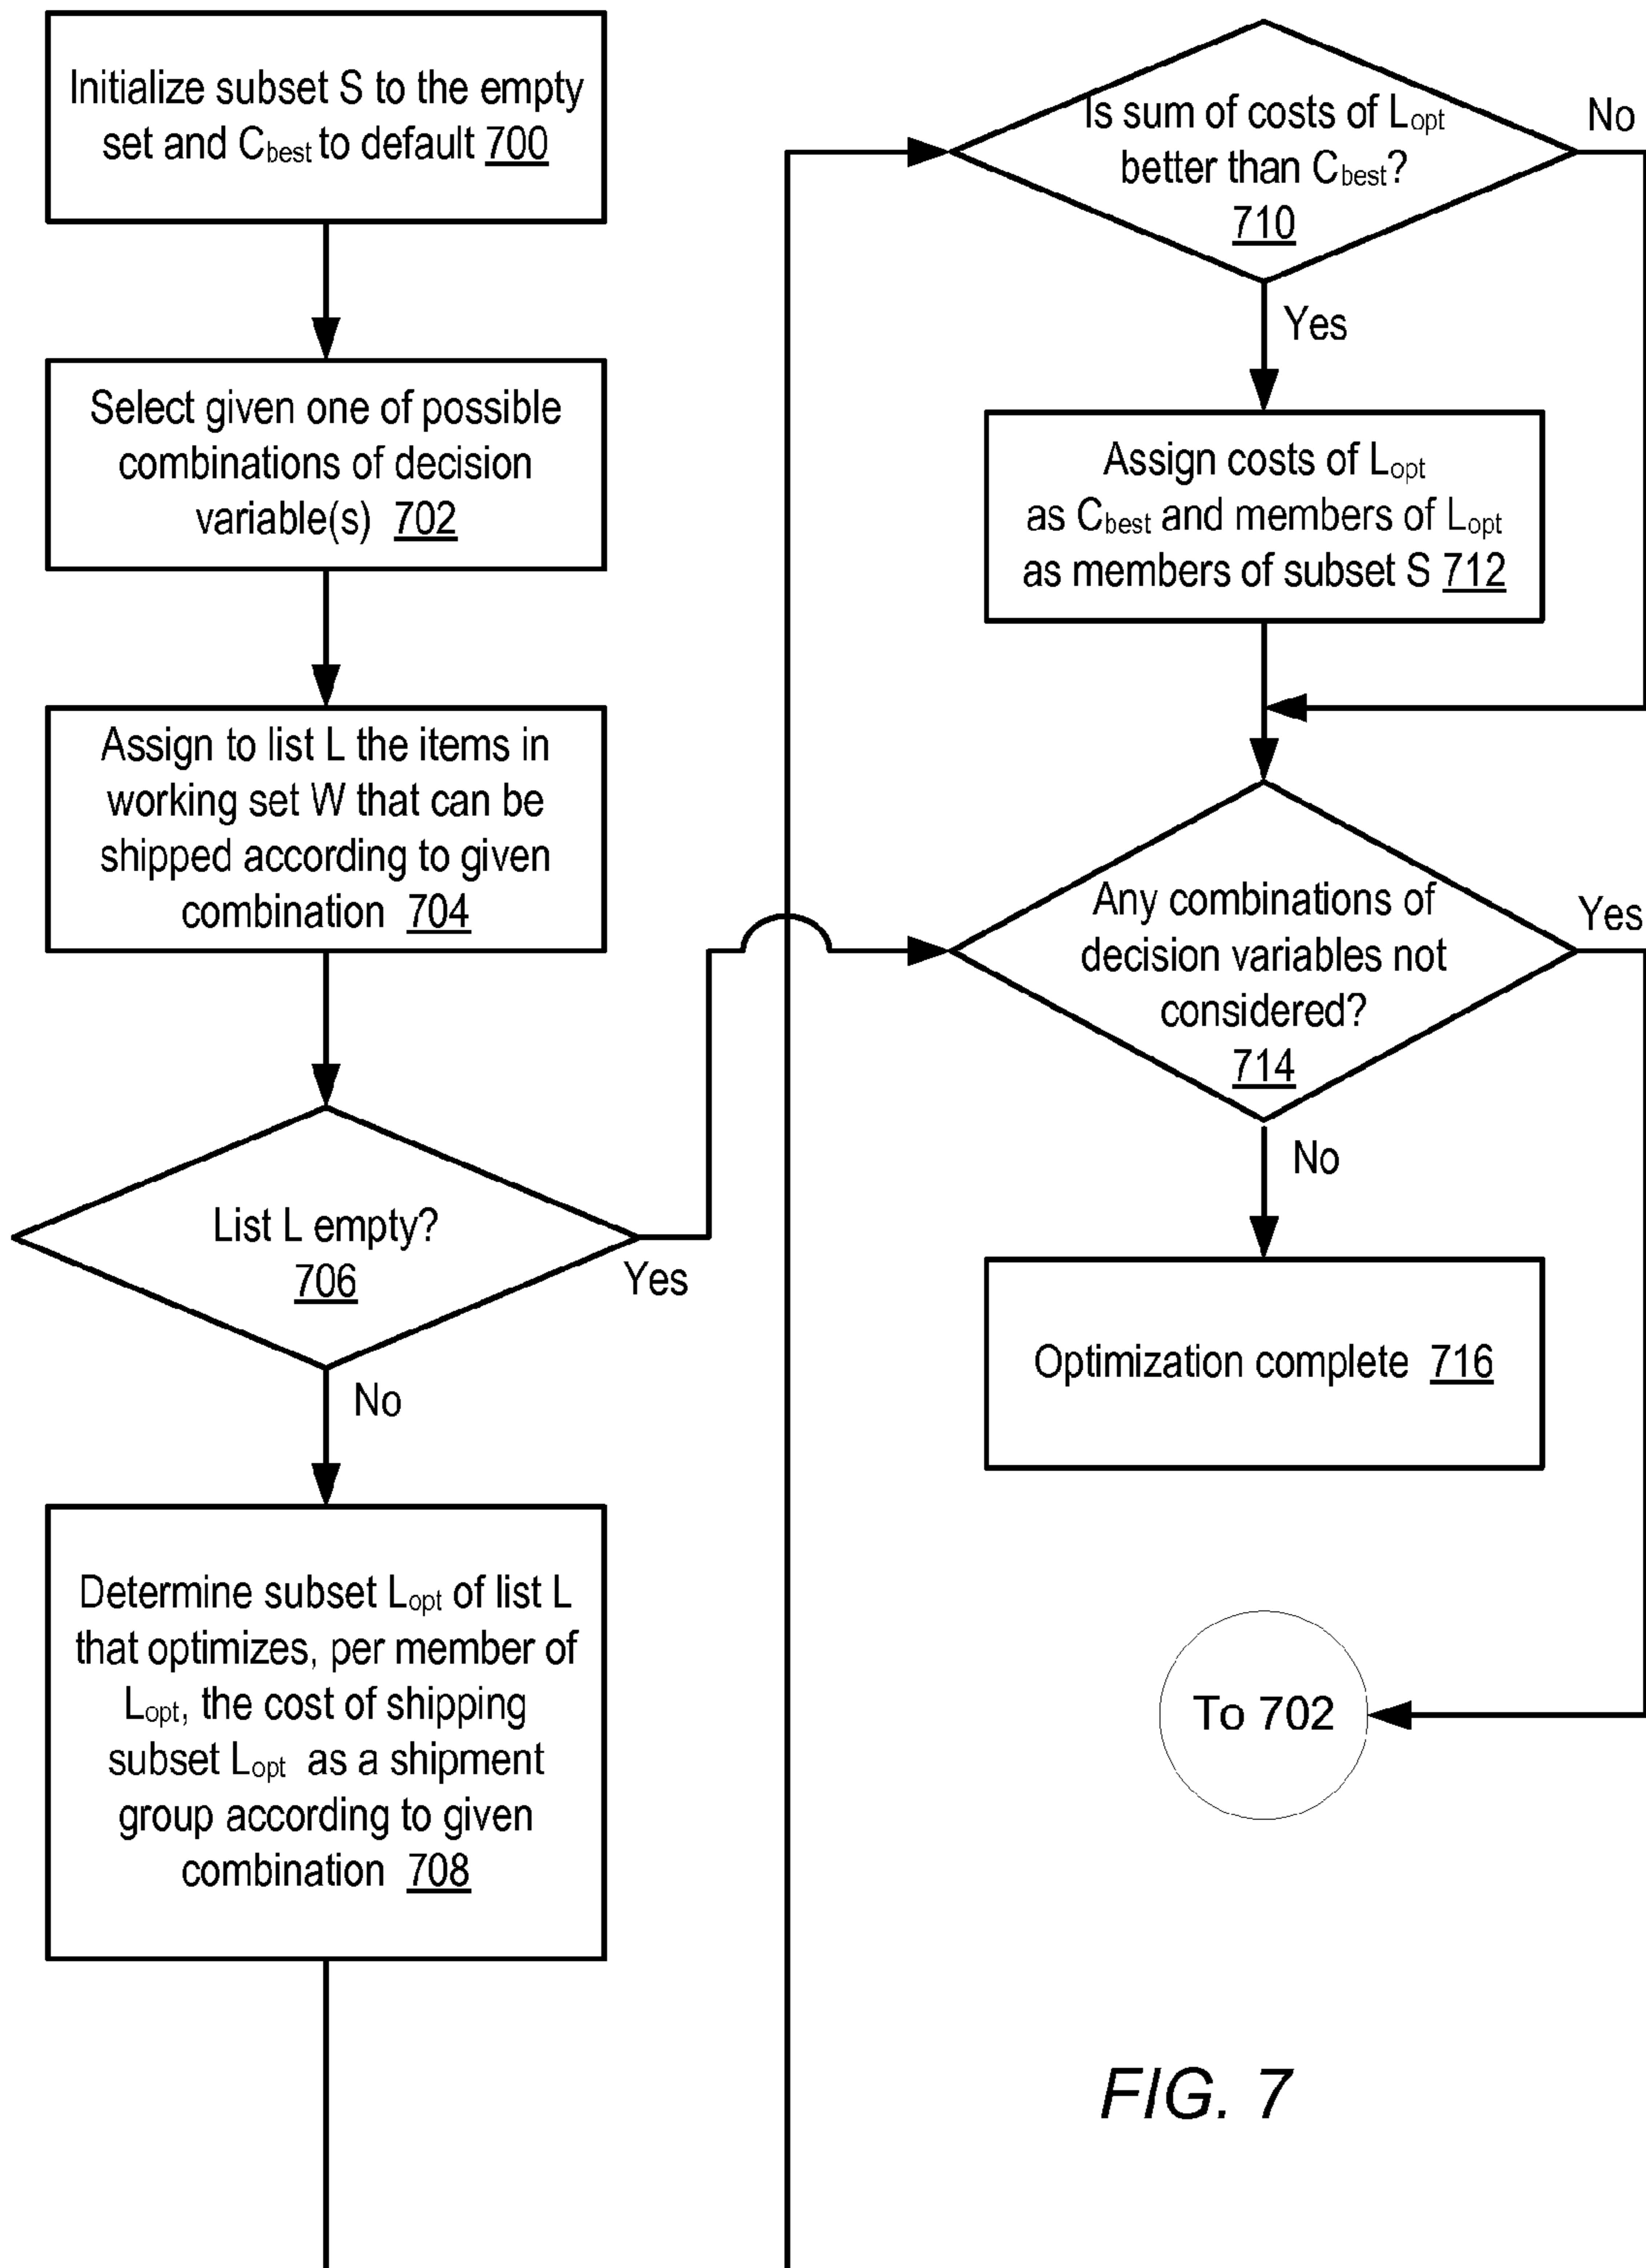 Initialize subset S to the empty
set and Cbest to default 700
Select given one of possible
combinations of decision
variable(s) 702
Assign to list L the items in
working set W that can be
shipped according to given
combination 704
List L empty?
706
Yes
No
Determine subset Lopt of list L
that optimizes, per member of
Lopt, the cost of shipping
subset Lopt as a shipment
group according to given
combination 708
Is sum of costs of Lopt
better than Cbest?
710
No
Yes
Assign costs of Lopt
as Cbest and members of Lopt
as members of subset S 712
Any combinations of
decision variables not
considered?
714
Yes
No
Optimization complete 716
To 702
FIG. 7